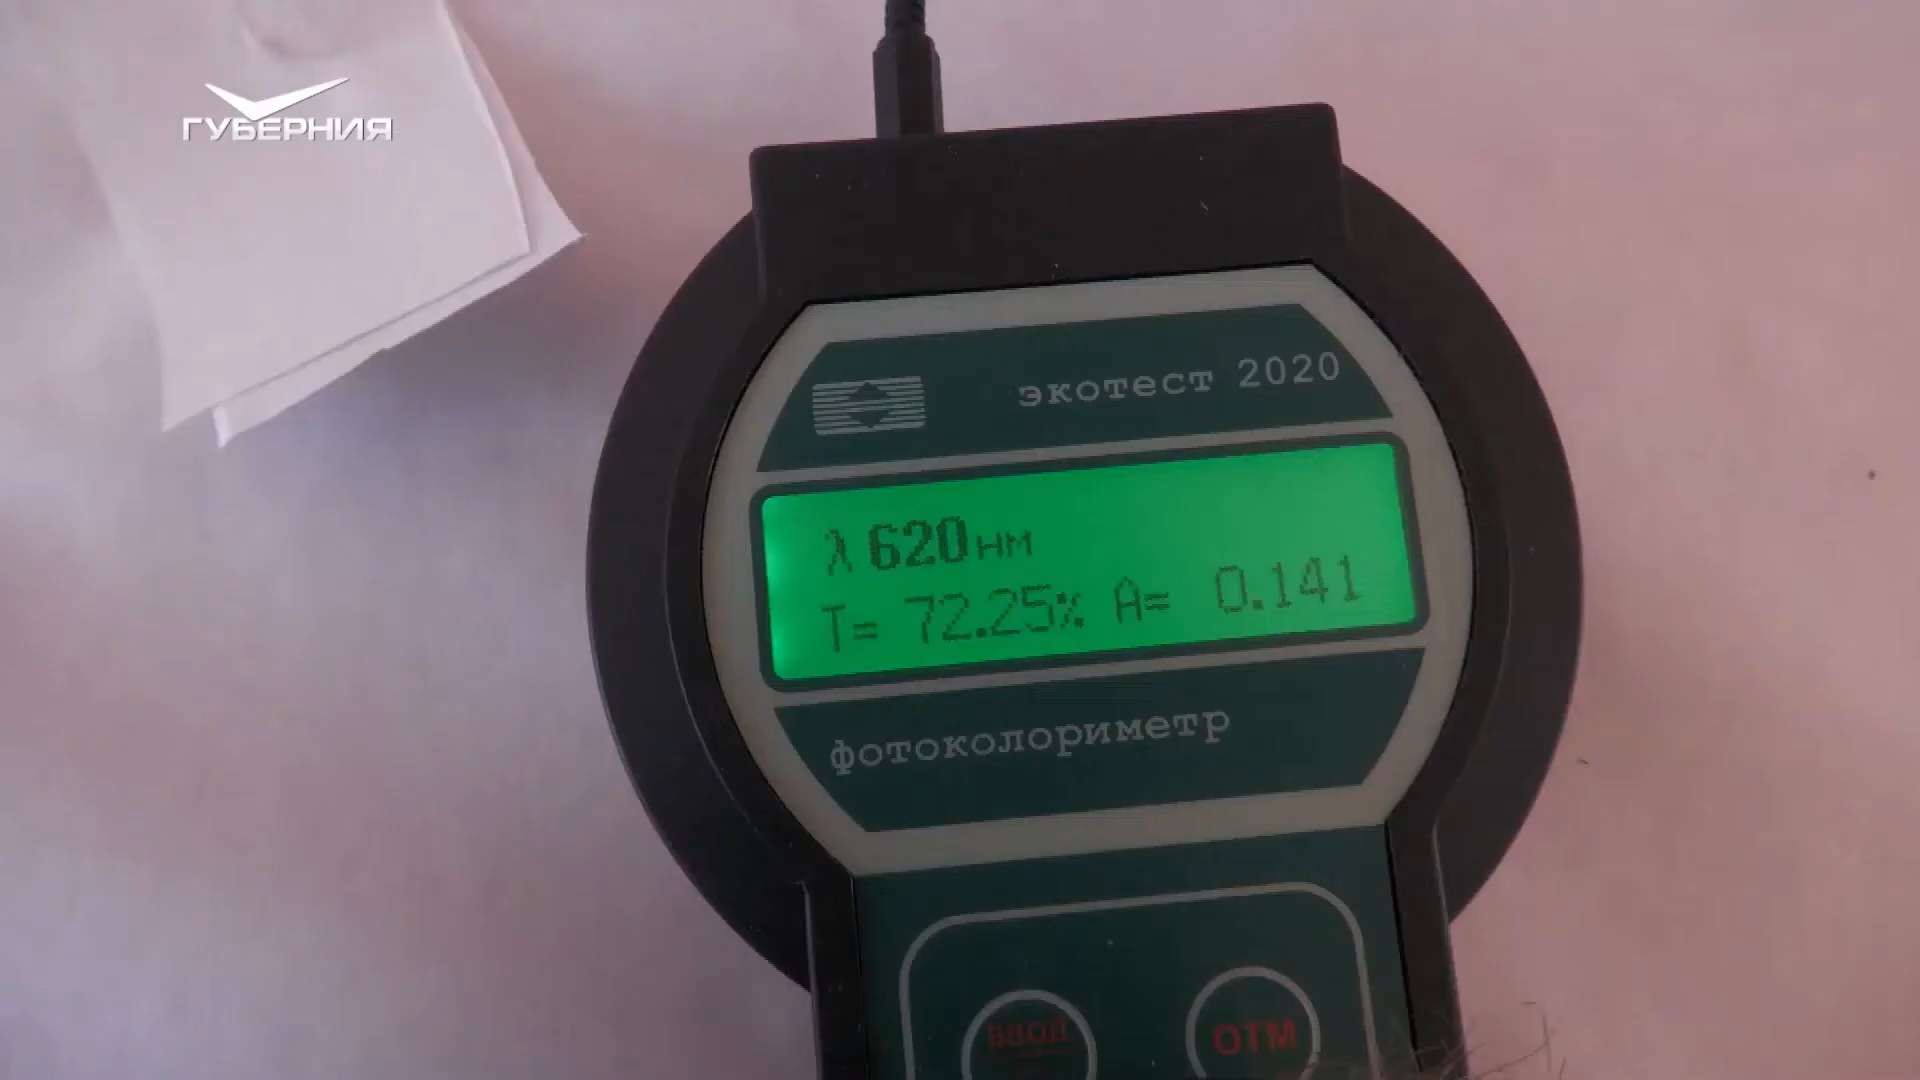 ГУБЕРНИЯ
экотест 2020
λ 620нм
T= 72.25% A= 0.141
фотоколориметр
ВВОД ОТМ